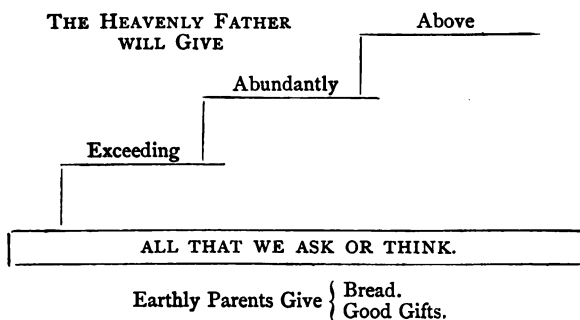 THE HEAVENLY FATHER
WILL GIVE
Above
Abundantly
Exceeding
ALL THAT WE ASK OR THINK.
Earthly Parents Give { Bread.
Good Gifts.